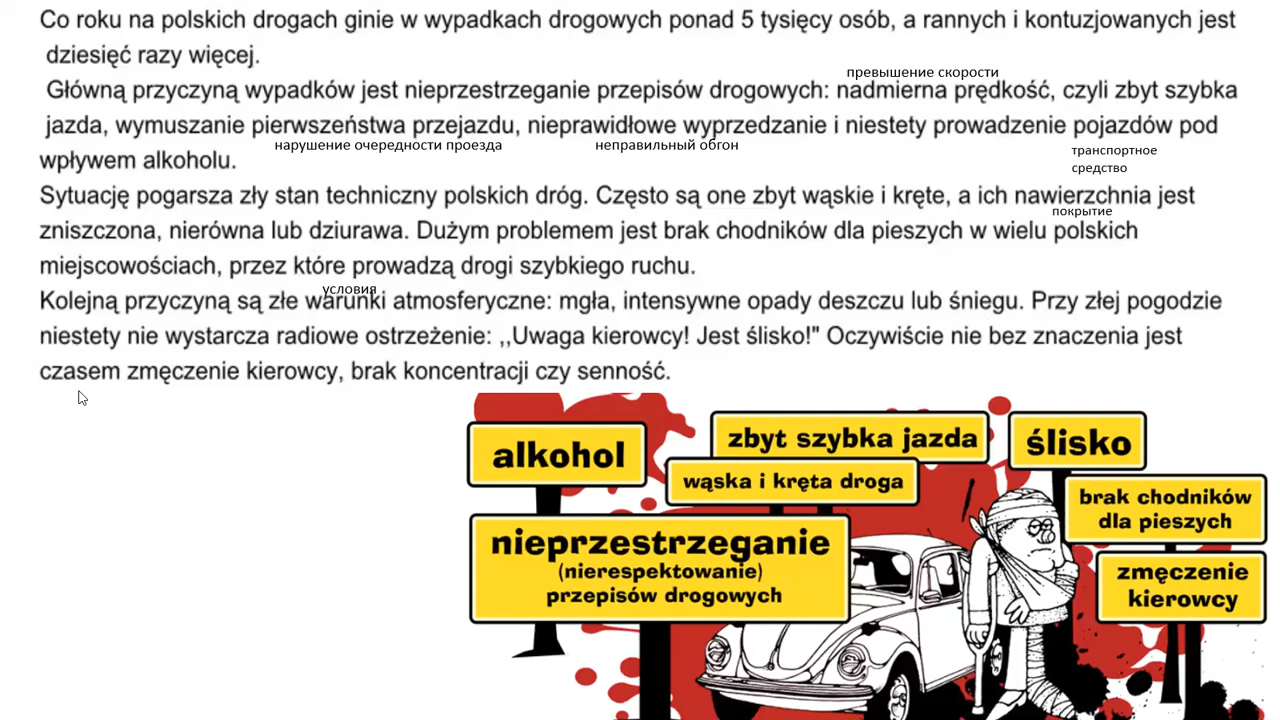 Co roku na polskich drogach ginie w wypadkach drogowych ponad 5 tysięcy osób, a rannych i kontuzjowanych jest
dziesięć razy więcej.
превышение скорости
Główną przyczyną wypadków jest nieprzestrzeganie przepisów drogowych: nadmierna prędkość, czyli zbyt szybka
jazda, wymuszanie pierwszeństwa przejazdu, nieprawidłowe wyprzedzanie i niestety prowadzenie pojazdów pod
нарушение очередности проезда неправильный обгон транспортное
средство
wpływem alkoholu.
Sytuację pogarsza zły stan techniczny polskich dróg. Często są one zbyt wąskie i kręte, a ich nawierzchnia jest
покрытие
zniszczona, nierówna lub dziurawa. Dużym problemem jest brak chodników dla pieszych w wielu polskich
miejscowościach, przez które prowadzą drogi szybkiego ruchu.
условия
Kolejną przyczyną są złe warunki atmosferyczne: mgła, intensywne opady deszczu lub śniegu. Przy złej pogodzie
niestety nie wystarcza radiowe ostrzeżenie: ,,Uwaga kierowcy! Jest ślisko!" Oczywiście nie bez znaczenia jest
czasem zmęczenie kierowcy, brak koncentracji czy senność.
alkohol
zbyt szybka jazda
ślisko
wąska i kręta droga
brak chodników
dla pieszych
nieprzestrzeganie
(nierespektowanie)
przepisów drogowych
zmęczenie
kierowcy